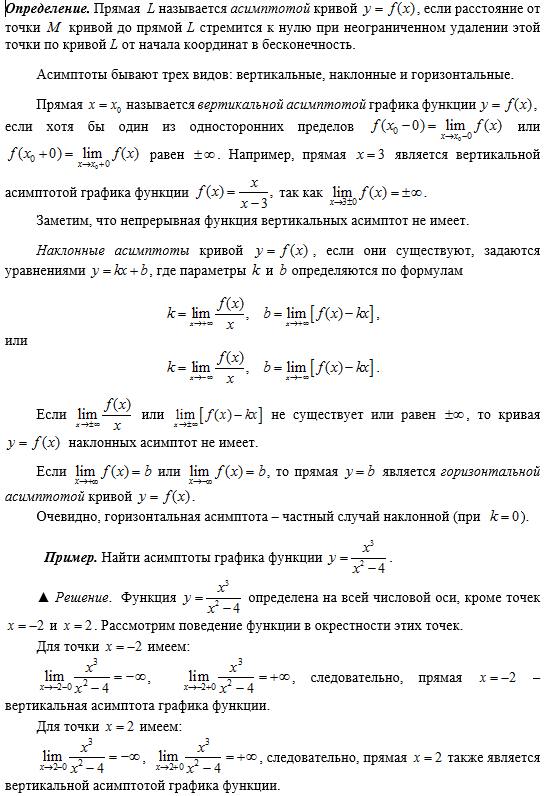 Определение. Прямая L называется асимптотой кривой y = f(x), если расстояние от
точки M кривой до прямой L стремится к нулю при неограниченном удалении этой
точки по кривой L от начала координат в бесконечность.
Асимптоты бывают трех видов: вертикальные, наклонные и горизонтальные.
Прямая x = x₀ называется вертикальной асимптотой графика функции y = f(x),
если хотя бы один из односторонних пределов f(x₀ −0) = lim_{x→x₀−0} f(x) или
f(x₀ +0) = lim_{x→x₀+0} f(x) равен ±∞. Например, прямая x = 3 является вертикальной
асимптотой графика функции f(x) = x/(x−3), так как lim_{x→3±0} f(x) = ±∞.
Заметим, что непрерывная функция вертикальных асимптот не имеет.
Наклонные асимптоты кривой y = f(x), если они существуют, задаются
уравнениями y = kx + b, где параметры k и b определяются по формулам
k = lim_{x→+∞} f(x)/x, b = lim_{x→+∞} [f(x) − kx],
или
k = lim_{x→−∞} f(x)/x, b = lim_{x→−∞} [f(x) − kx].
Если lim_{x→±∞} f(x)/x или lim_{x→±∞} [f(x) − kx] не существует или равен ±∞, то кривая
y = f(x) наклонных асимптот не имеет.
Если lim_{x→+∞} f(x) = b или lim_{x→−∞} f(x) = b, то прямая y = b является горизонтальной
асимптотой кривой y = f(x).
Очевидно, горизонтальная асимптота – частный случай наклонной (при k = 0).
Пример. Найти асимптоты графика функции y = x³/(x² − 4).
▲ Решение. Функция y = x³/(x² − 4) определена на всей числовой оси, кроме точек
x = −2 и x = 2. Рассмотрим поведение функции в окрестности этих точек.
Для точки x = −2 имеем:
lim_{x→−2−0} x³/(x² − 4) = −∞, lim_{x→−2+0} x³/(x² − 4) = +∞, следовательно, прямая x = −2 –
вертикальная асимптота графика функции.
Для точки x = 2 имеем:
lim_{x→2−0} x³/(x² − 4) = −∞, lim_{x→2+0} x³/(x² − 4) = +∞, следовательно, прямая x = 2 также является
вертикальной асимптотой графика функции.